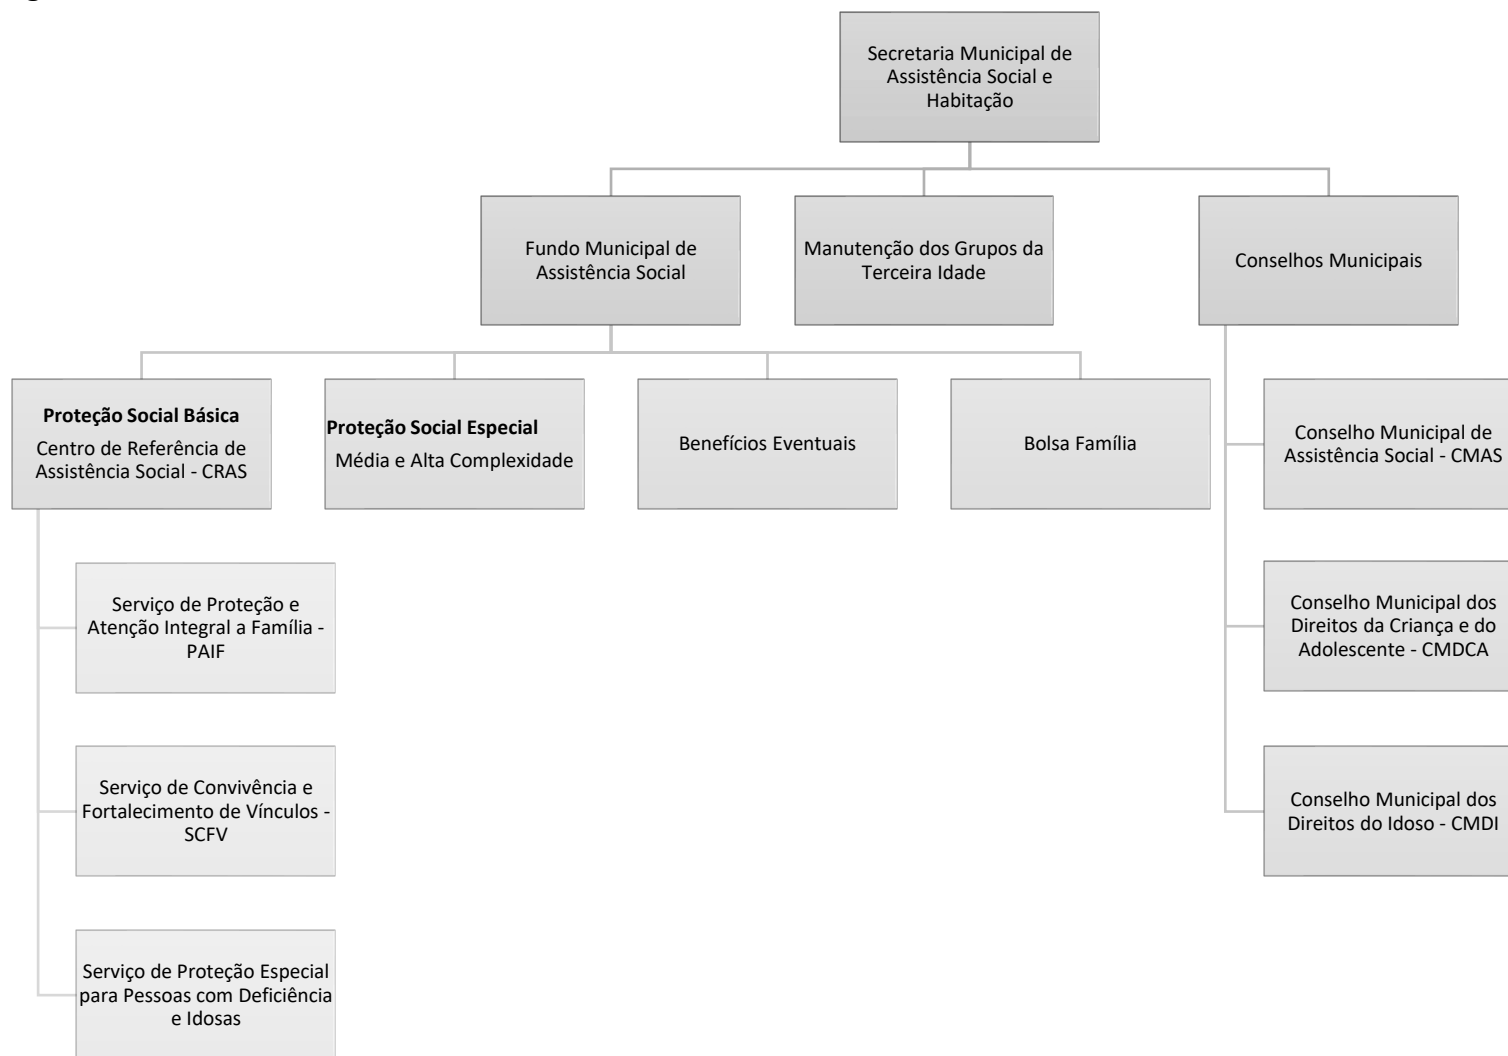 Secretaria Municipal de
Assistência Social e
Habitação
Fundo Municipal de
Assistência Social
Manutenção dos Grupos da
Terceira Idade
Conselhos Municipais
Proteção Social Básica
Centro de Referência de
Assistência Social - CRAS
Proteção Social Especial
Média e Alta Complexidade
Benefícios Eventuais
Bolsa Família
Conselho Municipal de
Assistência Social - CMAS
Serviço de Proteção e
Atenção Integral a Família -
PAIF
Conselho Municipal dos
Direitos da Criança e do
Adolescente - CMDCA
Serviço de Convivência e
Fortalecimento de Vínculos -
SCFV
Conselho Municipal dos
Direitos do Idoso - CMDI
Serviço de Proteção Especial
para Pessoas com Deficiência
e Idosas